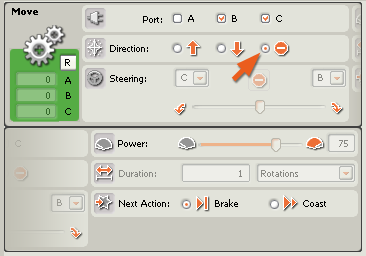 Move
Port: A B C
Direction:
R
Steering: C B
0 A
0 B
0 C
C
Power: 75
Duration: 1 Rotations
B
Next Action: Brake Coast